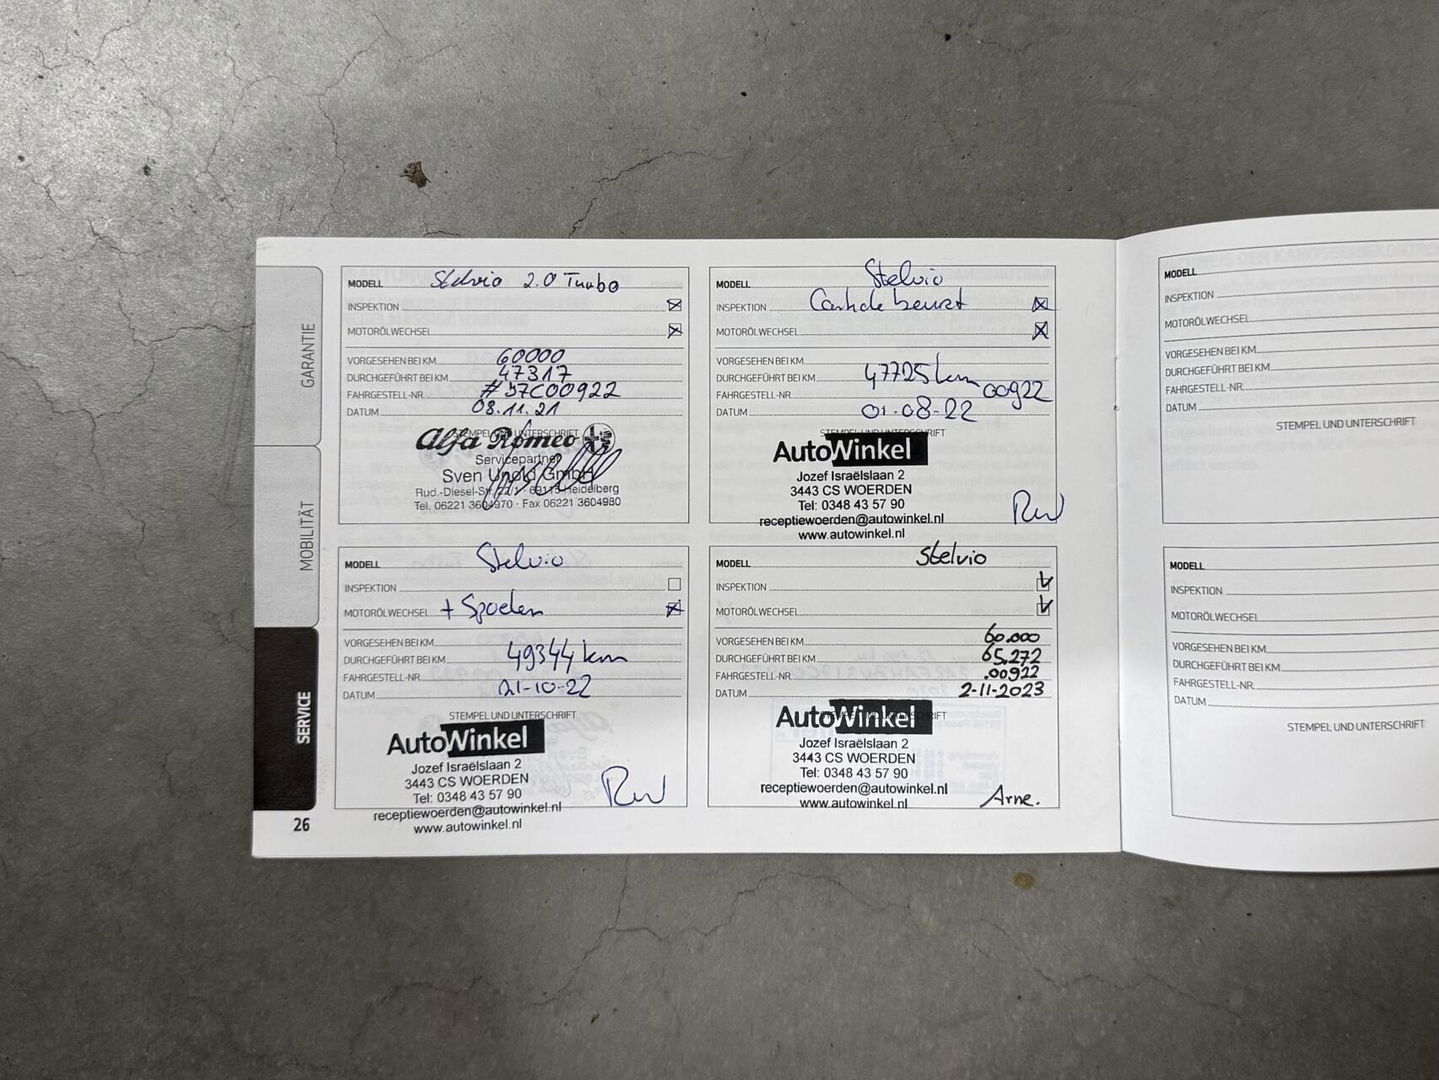 GARANTIE
MOBILITÄT
SERVICE
26
MODELL Stelvio 2.0 Turbo
INSPEKTION
MOTORÖLWECHSEL
VORGESEHEN BEI KM 60000
DURCHGEFÜHRT BEI KM 47317
FAHRGESTELL-NR. #57C00922
DATUM 08.11.21
STEMPEL UND UNTERSCHRIFT
Alfa Romeo
Servicepartner
Sven Unold GmbH
Rud.-Diesel-Str. 69115 Heidelberg
Tel. 06221 3604970 · Fax 06221 3604980
MODELL Stelvio
INSPEKTION beurt
MOTORÖLWECHSEL
VORGESEHEN BEI KM
DURCHGEFÜHRT BEI KM 47725 km
FAHRGESTELL-NR. 00922
DATUM 01-08-22
STEMPEL UND UNTERSCHRIFT
AutoWinkel
Jozef Israëlslaan 2
3443 CS WOERDEN
Tel: 0348 43 57 90
receptiewoerden@autowinkel.nl
www.autowinkel.nl
MODELL Stelvio
INSPEKTION
MOTORÖLWECHSEL + Spoelen
VORGESEHEN BEI KM
DURCHGEFÜHRT BEI KM 49344 km
FAHRGESTELL-NR.
DATUM 21-10-22
STEMPEL UND UNTERSCHRIFT
AutoWinkel
Jozef Israëlslaan 2
3443 CS WOERDEN
Tel: 0348 43 57 90
receptiewoerden@autowinkel.nl
www.autowinkel.nl
MODELL Stelvio
INSPEKTION
MOTORÖLWECHSEL
VORGESEHEN BEI KM 60.000
DURCHGEFÜHRT BEI KM 65.272
FAHRGESTELL-NR. .00922
DATUM 2-11-2023
AutoWinkel
Jozef Israëlslaan 2
3443 CS WOERDEN
Tel: 0348 43 57 90
receptiewoerden@autowinkel.nl
www.autowinkel.nl
Arne.
MODELL
INSPEKTION
MOTORÖLWECHSEL
VORGESEHEN BEI KM
DURCHGEFÜHRT BEI KM
FAHRGESTELL-NR.
DATUM
STEMPEL UND UNTERSCHRIFT
MODELL
INSPEKTION
MOTORÖLWECHSEL
VORGESEHEN BEI KM
DURCHGEFÜHRT BEI KM
FAHRGESTELL-NR.
DATUM
STEMPEL UND UNTERSCHRIFT